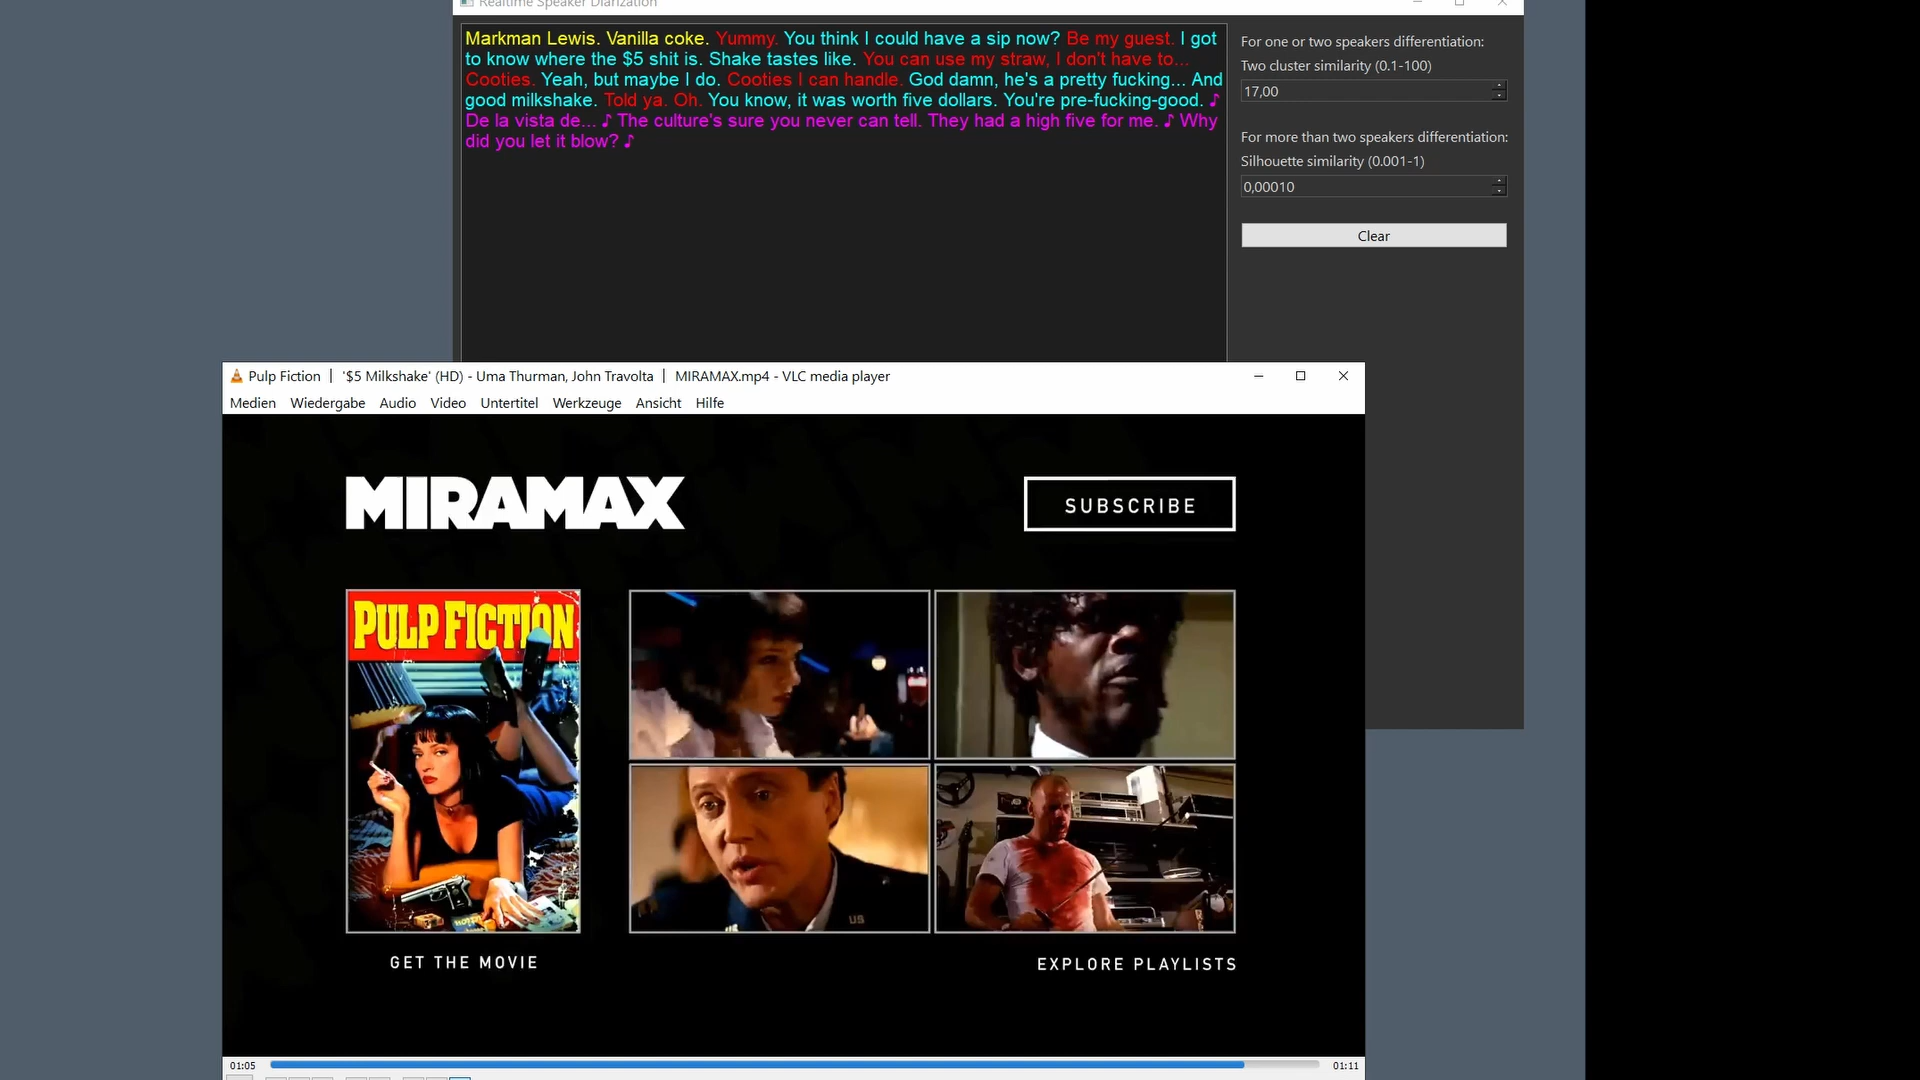 Realtime Speaker Diarization
Markman Lewis. Vanilla coke. Yummy. You think I could have a sip now? Be my guest. I got
to know where the $5 shit is. Shake tastes like. You can use my straw, I don't have to...
Cooties. Yeah, but maybe I do. Cooties I can handle. God damn, he's a pretty fucking... And
good milkshake. Told ya. Oh. You know, it was worth five dollars. You're pre-fucking-good. ♪
De la vista de... ♪ The culture's sure you never can tell. They had a high five for me. ♪ Why
did you let it blow? ♪
For one or two speakers differentiation:
Two cluster similarity (0.1-100)
17,00
For more than two speakers differentiation:
Silhouette similarity (0.001-1)
0,00010
Clear
Pulp Fiction | '$5 Milkshake' (HD) - Uma Thurman, John Travolta | MIRAMAX.mp4 - VLC media player
Medien Wiedergabe Audio Video Untertitel Werkzeuge Ansicht Hilfe
MIRAMAX
SUBSCRIBE
PULP FICTION
US
GET THE MOVIE
EXPLORE PLAYLISTS
01:05
01:11